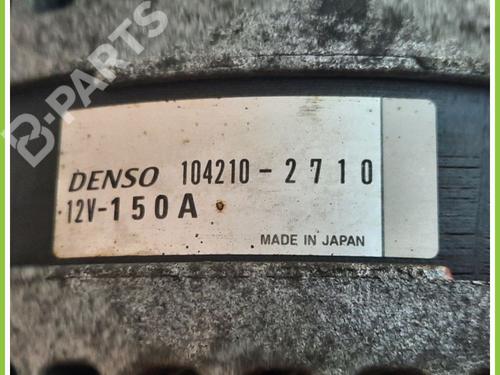 B-PARTS
DENSO 104210-2710
12V-150A
MADE IN JAPAN